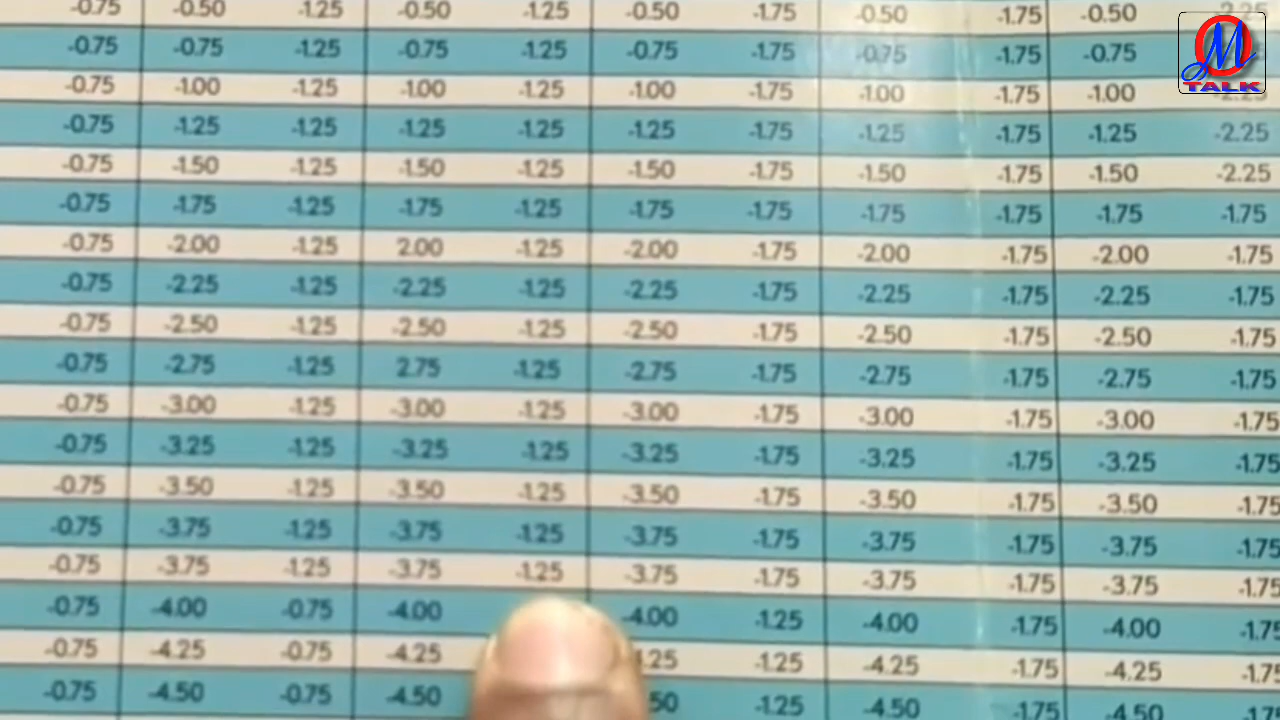 -0.75 -0.50 -1.25 -0.50 -1.25 -0.50 -1.75 -0.50 -1.75 -0.50 -2.25
-0.75 -0.75 -1.25 -0.75 -1.25 -0.75 -1.75 -0.75 -1.75 -0.75
-0.75 -1.00 -1.25 -1.00 -1.25 -1.00 -1.75 -1.00 -1.75 -1.00 -2.25
-0.75 -1.25 -1.25 -1.25 -1.25 -1.25 -1.75 -1.25 -1.75 -1.25 -2.25
-0.75 -1.50 -1.25 -1.50 -1.25 -1.50 -1.75 -1.50 -1.75 -1.50 -2.25
-0.75 -1.75 -1.25 -1.75 -1.25 -1.75 -1.75 -1.75 -1.75 -1.75 -1.75
-0.75 -2.00 -1.25 2.00 -1.25 -2.00 -1.75 -2.00 -1.75 -2.00 -1.75
-0.75 -2.25 -1.25 -2.25 -1.25 -2.25 -1.75 -2.25 -1.75 -2.25 -1.75
-0.75 -2.50 -1.25 -2.50 -1.25 -2.50 -1.75 -2.50 -1.75 -2.50 -1.75
-0.75 -2.75 -1.25 2.75 -1.25 -2.75 -1.75 -2.75 -1.75 -2.75 -1.75
-0.75 -3.00 -1.25 -3.00 -1.25 -3.00 -1.75 -3.00 -1.75 -3.00 -1.75
-0.75 -3.25 -1.25 -3.25 -1.25 -3.25 -1.75 -3.25 -1.75 -3.25 -1.75
-0.75 -3.50 -1.25 -3.50 -1.25 -3.50 -1.75 -3.50 -1.75 -3.50 -1.75
-0.75 -3.75 -1.25 -3.75 -1.25 -3.75 -1.75 -3.75 -1.75 -3.75 -1.75
-0.75 -3.75 -1.25 -3.75 -1.25 -3.75 -1.75 -3.75 -1.75 -3.75 -1.75
-0.75 -4.00 -0.75 -4.00 -4.00 -1.25 -4.00 -1.75 -4.00 -1.75
-0.75 -4.25 -0.75 -4.25 .25 -1.25 -4.25 -1.75 -4.25 -1.75
-0.75 -4.50 -0.75 -4.50 50 -1.25 -4.50 -1.75 -4.50 -1.75
M
TALK